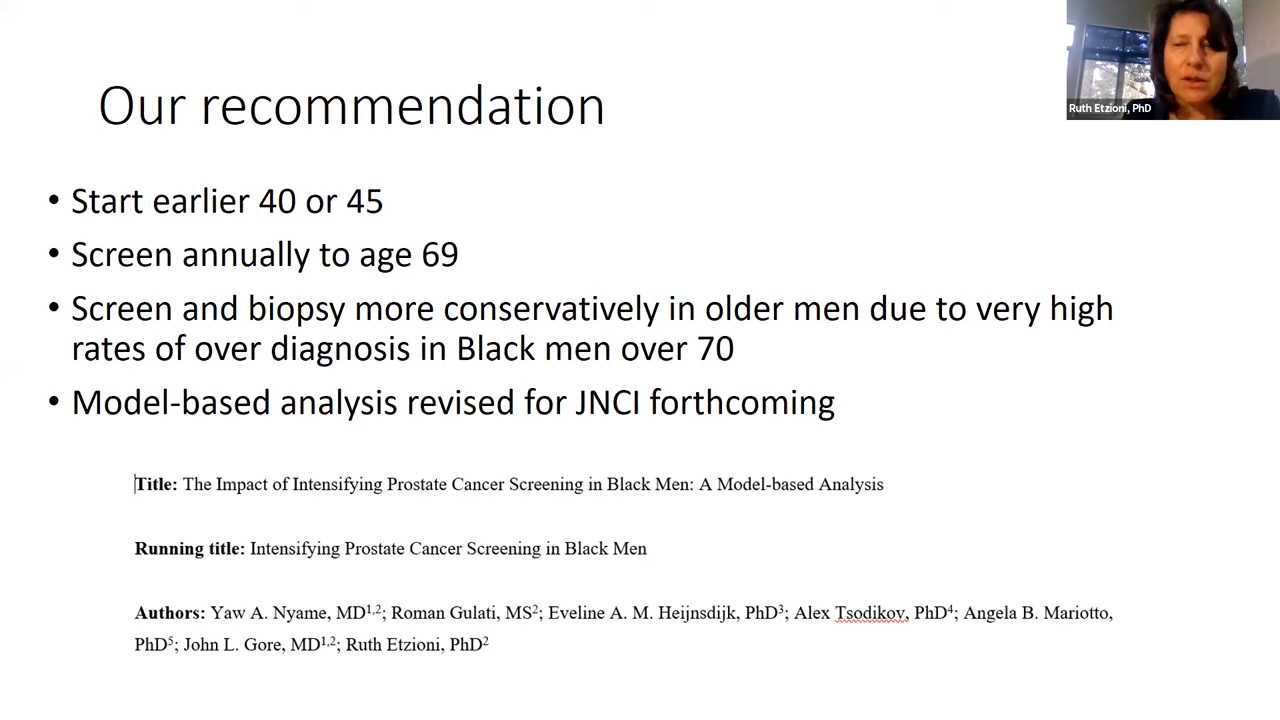 Ruth Etzioni, PhD
Our recommendation
• Start earlier 40 or 45
• Screen annually to age 69
• Screen and biopsy more conservatively in older men due to very high
rates of over diagnosis in Black men over 70
• Model-based analysis revised for JNCI forthcoming
Title: The Impact of Intensifying Prostate Cancer Screening in Black Men: A Model-based Analysis
Running title: Intensifying Prostate Cancer Screening in Black Men
Authors: Yaw A. Nyame, MD1,2; Roman Gulati, MS2; Eveline A. M. Heijnsdijk, PhD3; Alex Tsodikov, PhD4; Angela B. Mariotto,
PhD5; John L. Gore, MD1,2; Ruth Etzioni, PhD2